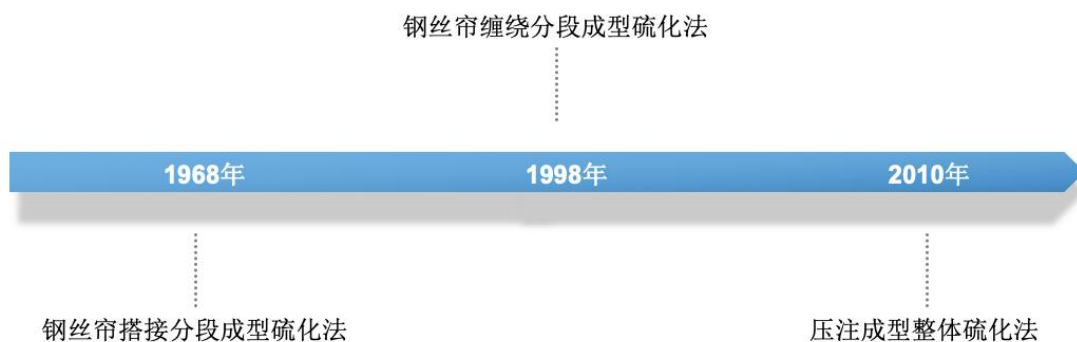 钢丝帘缠绕分段成型硫化法
1968年
1998年
2010年
钢丝帘搭接分段成型硫化法
压注成型整体硫化法